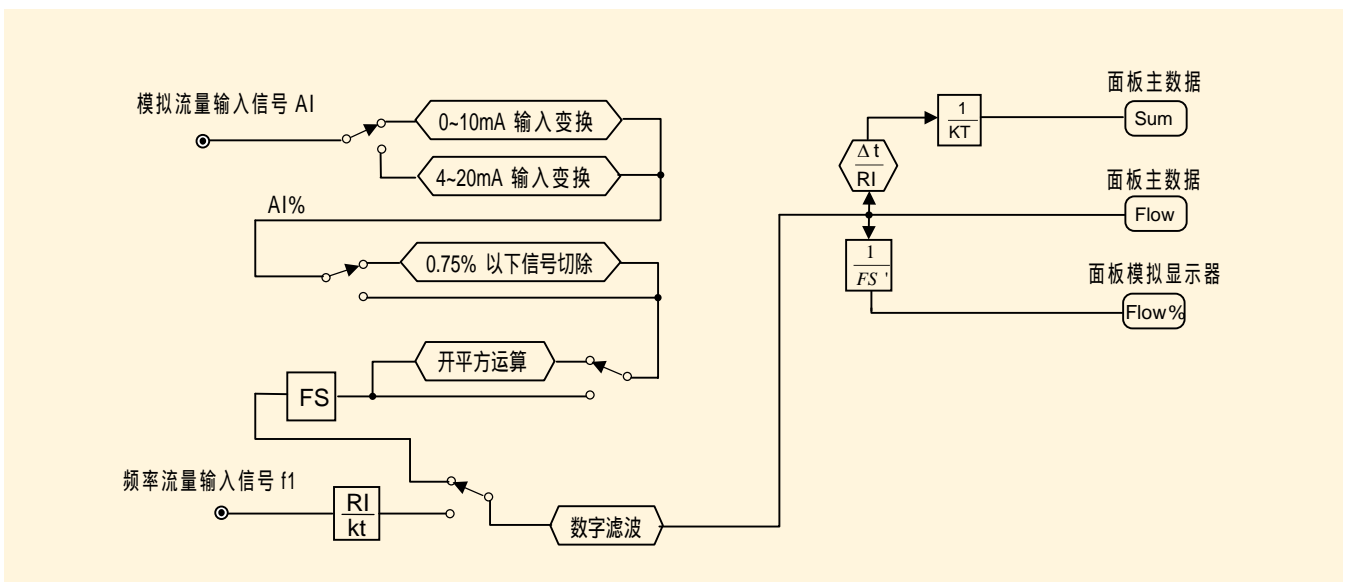 模拟流量输入信号 AI
0~10mA 输入变换
4~20mA 输入变换
AI%
0.75% 以下信号切除
开平方运算
FS
频率流量输入信号 f1
RI
kt
数字滤波
面板主数据
1
KT
Sum
Δt
RI
面板主数据
Flow
1
FS '
面板模拟显示器
Flow%